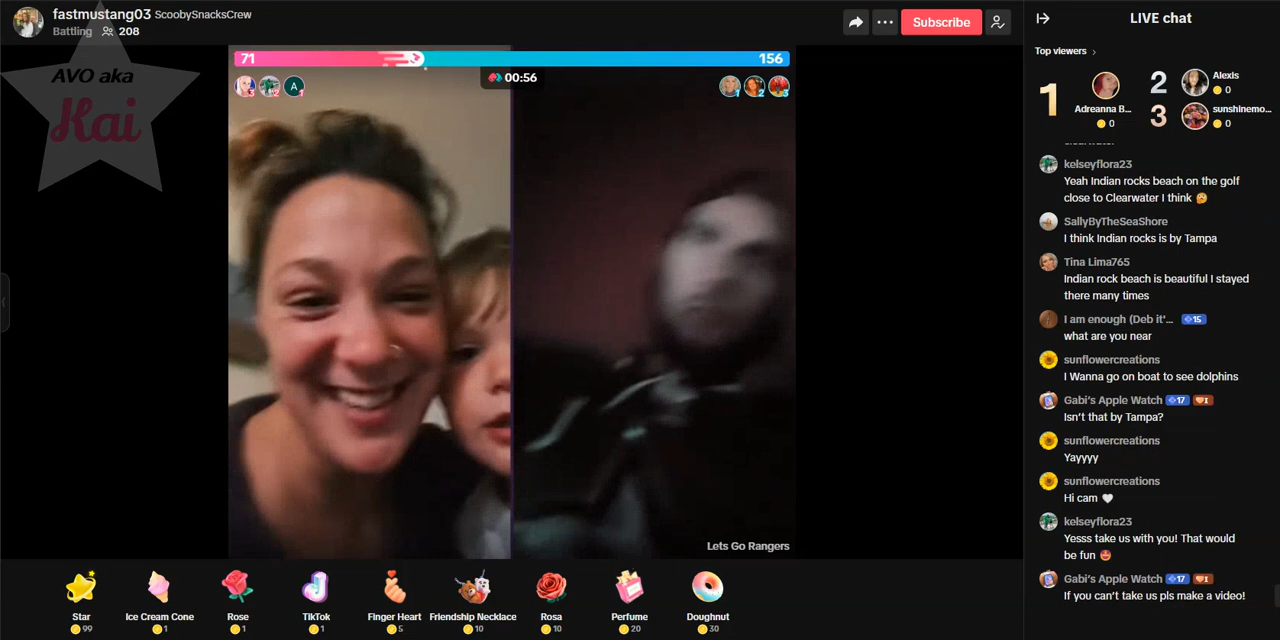 fastmustang03 ScoobySnacksCrew
Battling 208
Subscribe
LIVE chat
AVO aka
Kai
71
156
00:56
A
3
2
1
1
2
3
Lets Go Rangers
Top viewers
1
Adreanna B...
0
2
Alexis
0
3
sunshinemo...
0
kelseyflora23
Yeah Indian rocks beach on the golf
close to Clearwater I think 🤔
SallyByTheSeaShore
I think Indian rocks is by Tampa
Tina Lima765
Indian rock beach is beautiful I stayed
there many times
I am enough (Deb it'... 15
what are you near
sunflowercreations
I Wanna go on boat to see dolphins
Gabi's Apple Watch 17 I
Isn't that by Tampa?
sunflowercreations
Yayyyy
sunflowercreations
Hi cam 🤍
kelseyflora23
Yesss take us with you! That would
be fun 😍
Gabi's Apple Watch 17 I
If you can't take us pls make a video!
Star
99
Ice Cream Cone
1
Rose
1
TikTok
1
Finger Heart
5
Friendship Necklace
10
Rosa
10
Perfume
20
Doughnut
30